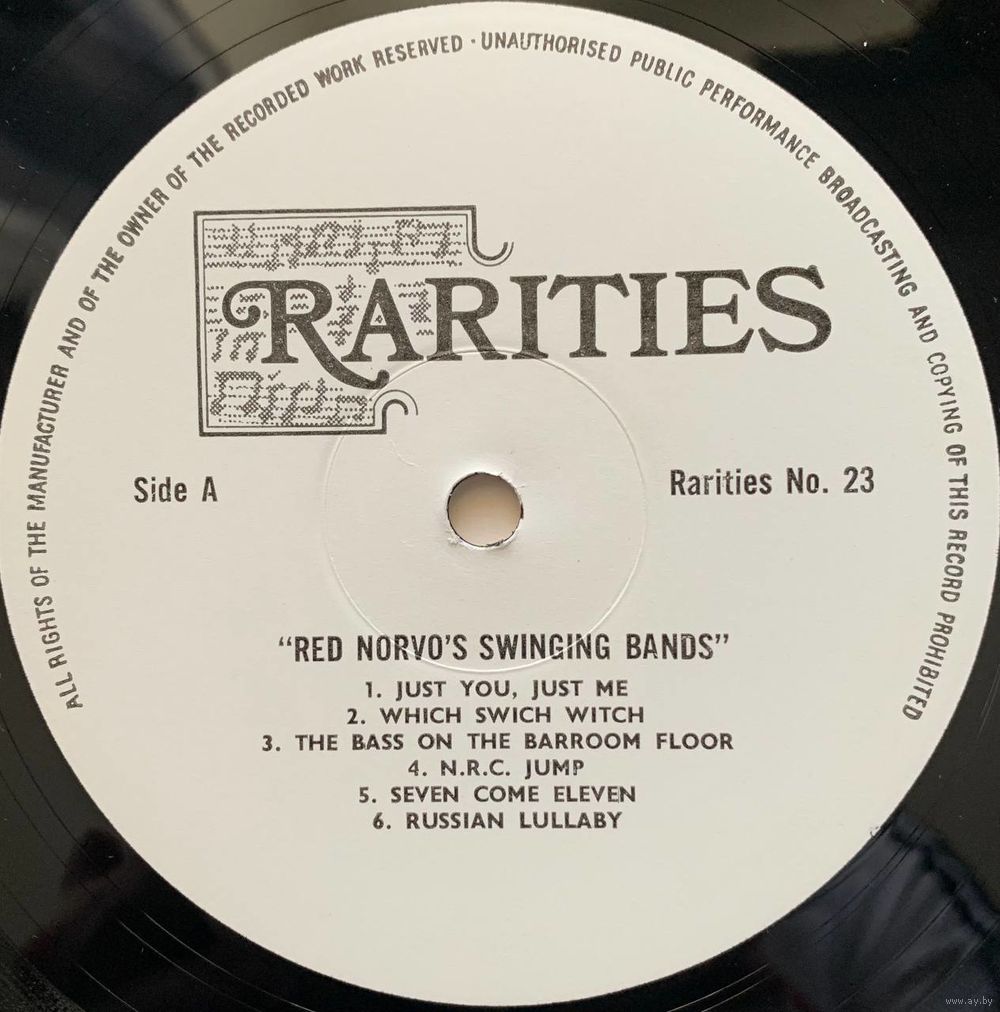 ALL RIGHTS OF THE MANUFACTURER AND OF THE OWNER OF THE RECORDED WORK RESERVED · UNAUTHORISED PUBLIC PERFORMANCE BROADCASTING AND COPYING OF THIS RECORD PROHIBITED
RARITIES
Side A
Rarities No. 23
“RED NORVO'S SWINGING BANDS”
1. JUST YOU, JUST ME
2. WHICH SWICH WITCH
3. THE BASS ON THE BARROOM FLOOR
4. N.R.C. JUMP
5. SEVEN COME ELEVEN
6. RUSSIAN LULLABY
www.ay.by